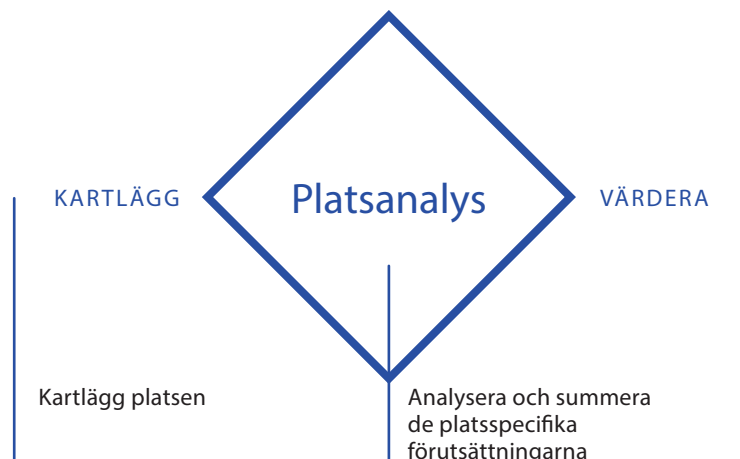 KARTLÄGG
Platsanalys
VÄRDERA
Kartlägg platsen
Analysera och summera
de platsspecifika
förutsättningarna